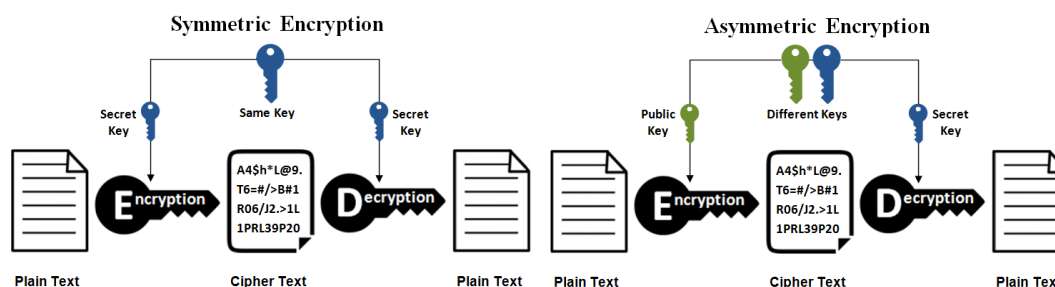 Symmetric Encryption
Secret Key
Same Key
Secret Key
Encryption
A4$h*L@9.
T6=#/>B#1
R06/J2.>1L
1PRL39P20
Decryption
Plain Text
Cipher Text
Plain Text
Asymmetric Encryption
Public Key
Different Keys
Secret Key
Encryption
A4$h*L@9.
T6=#/>B#1
R06/J2.>1L
1PRL39P20
Decryption
Plain Text
Cipher Text
Plain Text